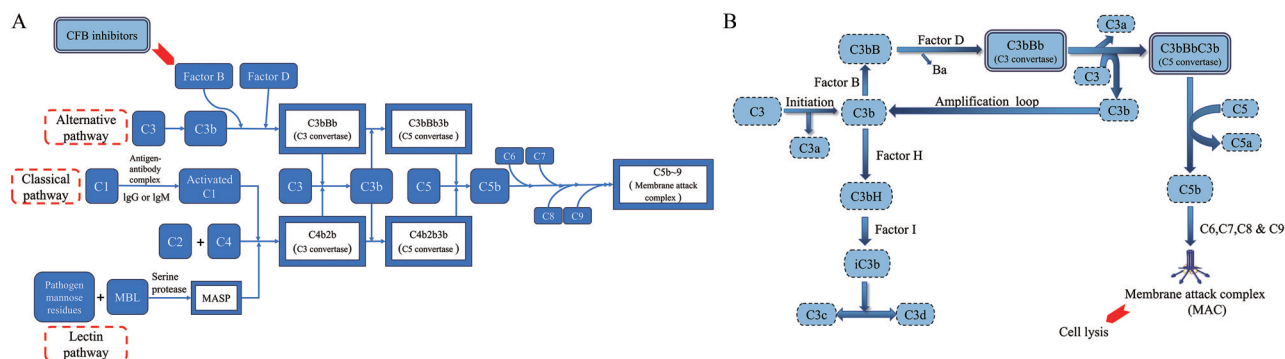 A
CFB inhibitors
Factor B
Factor D
Alternative
pathway
C3
C3b
C3bBb
(C3 convertase)
C3bBb3b
(C5 convertase)
Classical
pathway
C1
Antigen-
antibody
complex
IgG or IgM
Activated
C1
C3
C3b
C5
C5b
C6
C7
C8
C9
C5b~9
(Membrane attack
complex)
C2
+
C4
C4b2b
(C3 convertase)
C4b2b3b
(C5 convertase)
Pathogen
mannose
residues
+
MBL
Serine
protease
MASP
Lectin
pathway
B
C3
Initiation
C3a
C3b
Factor B
C3bB
Factor D
Ba
C3bBb
(C3 convertase)
C3a
C3
C3b
C3bBbC3b
(C5 convertase)
Amplification loop
C5
C5a
C5b
C6,C7,C8 & C9
Membrane attack complex
(MAC)
Cell lysis
Factor H
C3bH
Factor I
iC3b
C3c
C3d